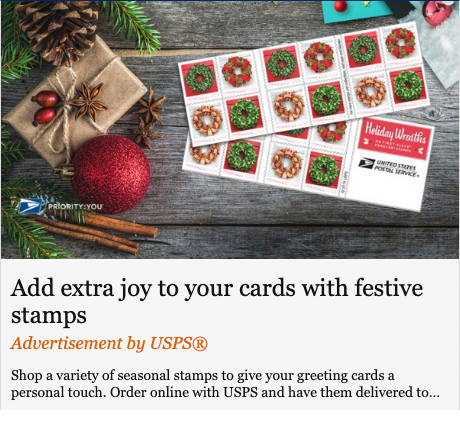 Holiday Wreaths
UNITED STATES
POSTAL SERVICE®
PRIORITY:YOU™
Add extra joy to your cards with festive
stamps
Advertisement by USPS®
Shop a variety of seasonal stamps to give your greeting cards a
personal touch. Order online with USPS and have them delivered to...